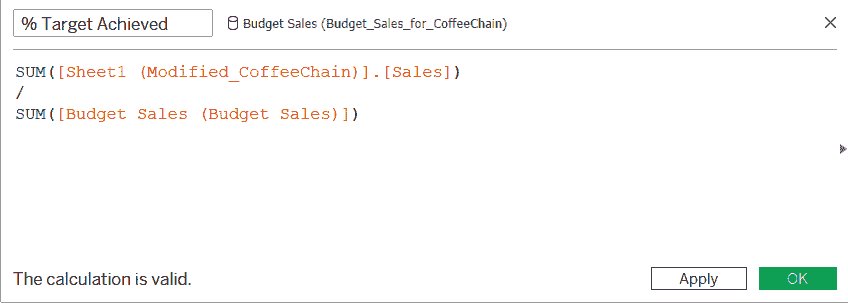 % Target Achieved Budget Sales (Budget_Sales_for_CoffeeChain)
SUM([Sheet1 (Modified_CoffeeChain)].[Sales])
/
SUM([Budget Sales (Budget Sales)])
The calculation is valid. Apply OK